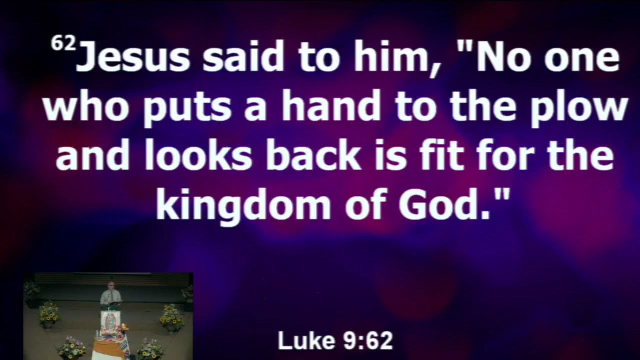 62Jesus said to him, "No one
who puts a hand to the plow
and looks back is fit for the
kingdom of God."
Luke 9:62